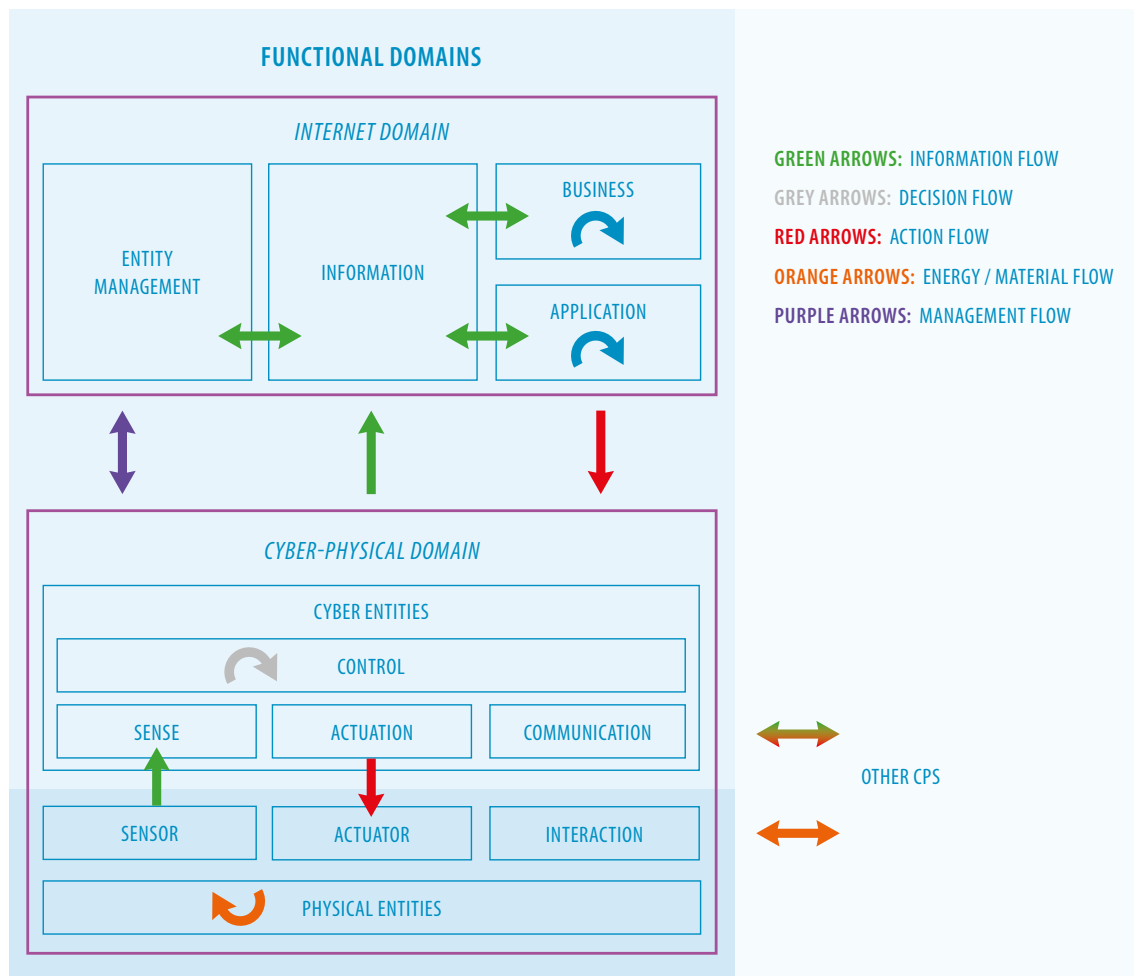 FUNCTIONAL DOMAINS
INTERNET DOMAIN
ENTITY
MANAGEMENT
INFORMATION
BUSINESS
APPLICATION
GREEN ARROWS: INFORMATION FLOW
GREY ARROWS: DECISION FLOW
RED ARROWS: ACTION FLOW
ORANGE ARROWS: ENERGY / MATERIAL FLOW
PURPLE ARROWS: MANAGEMENT FLOW
CYBER-PHYSICAL DOMAIN
CYBER ENTITIES
CONTROL
SENSE
ACTUATION
COMMUNICATION
OTHER CPS
SENSOR
ACTUATOR
INTERACTION
PHYSICAL ENTITIES